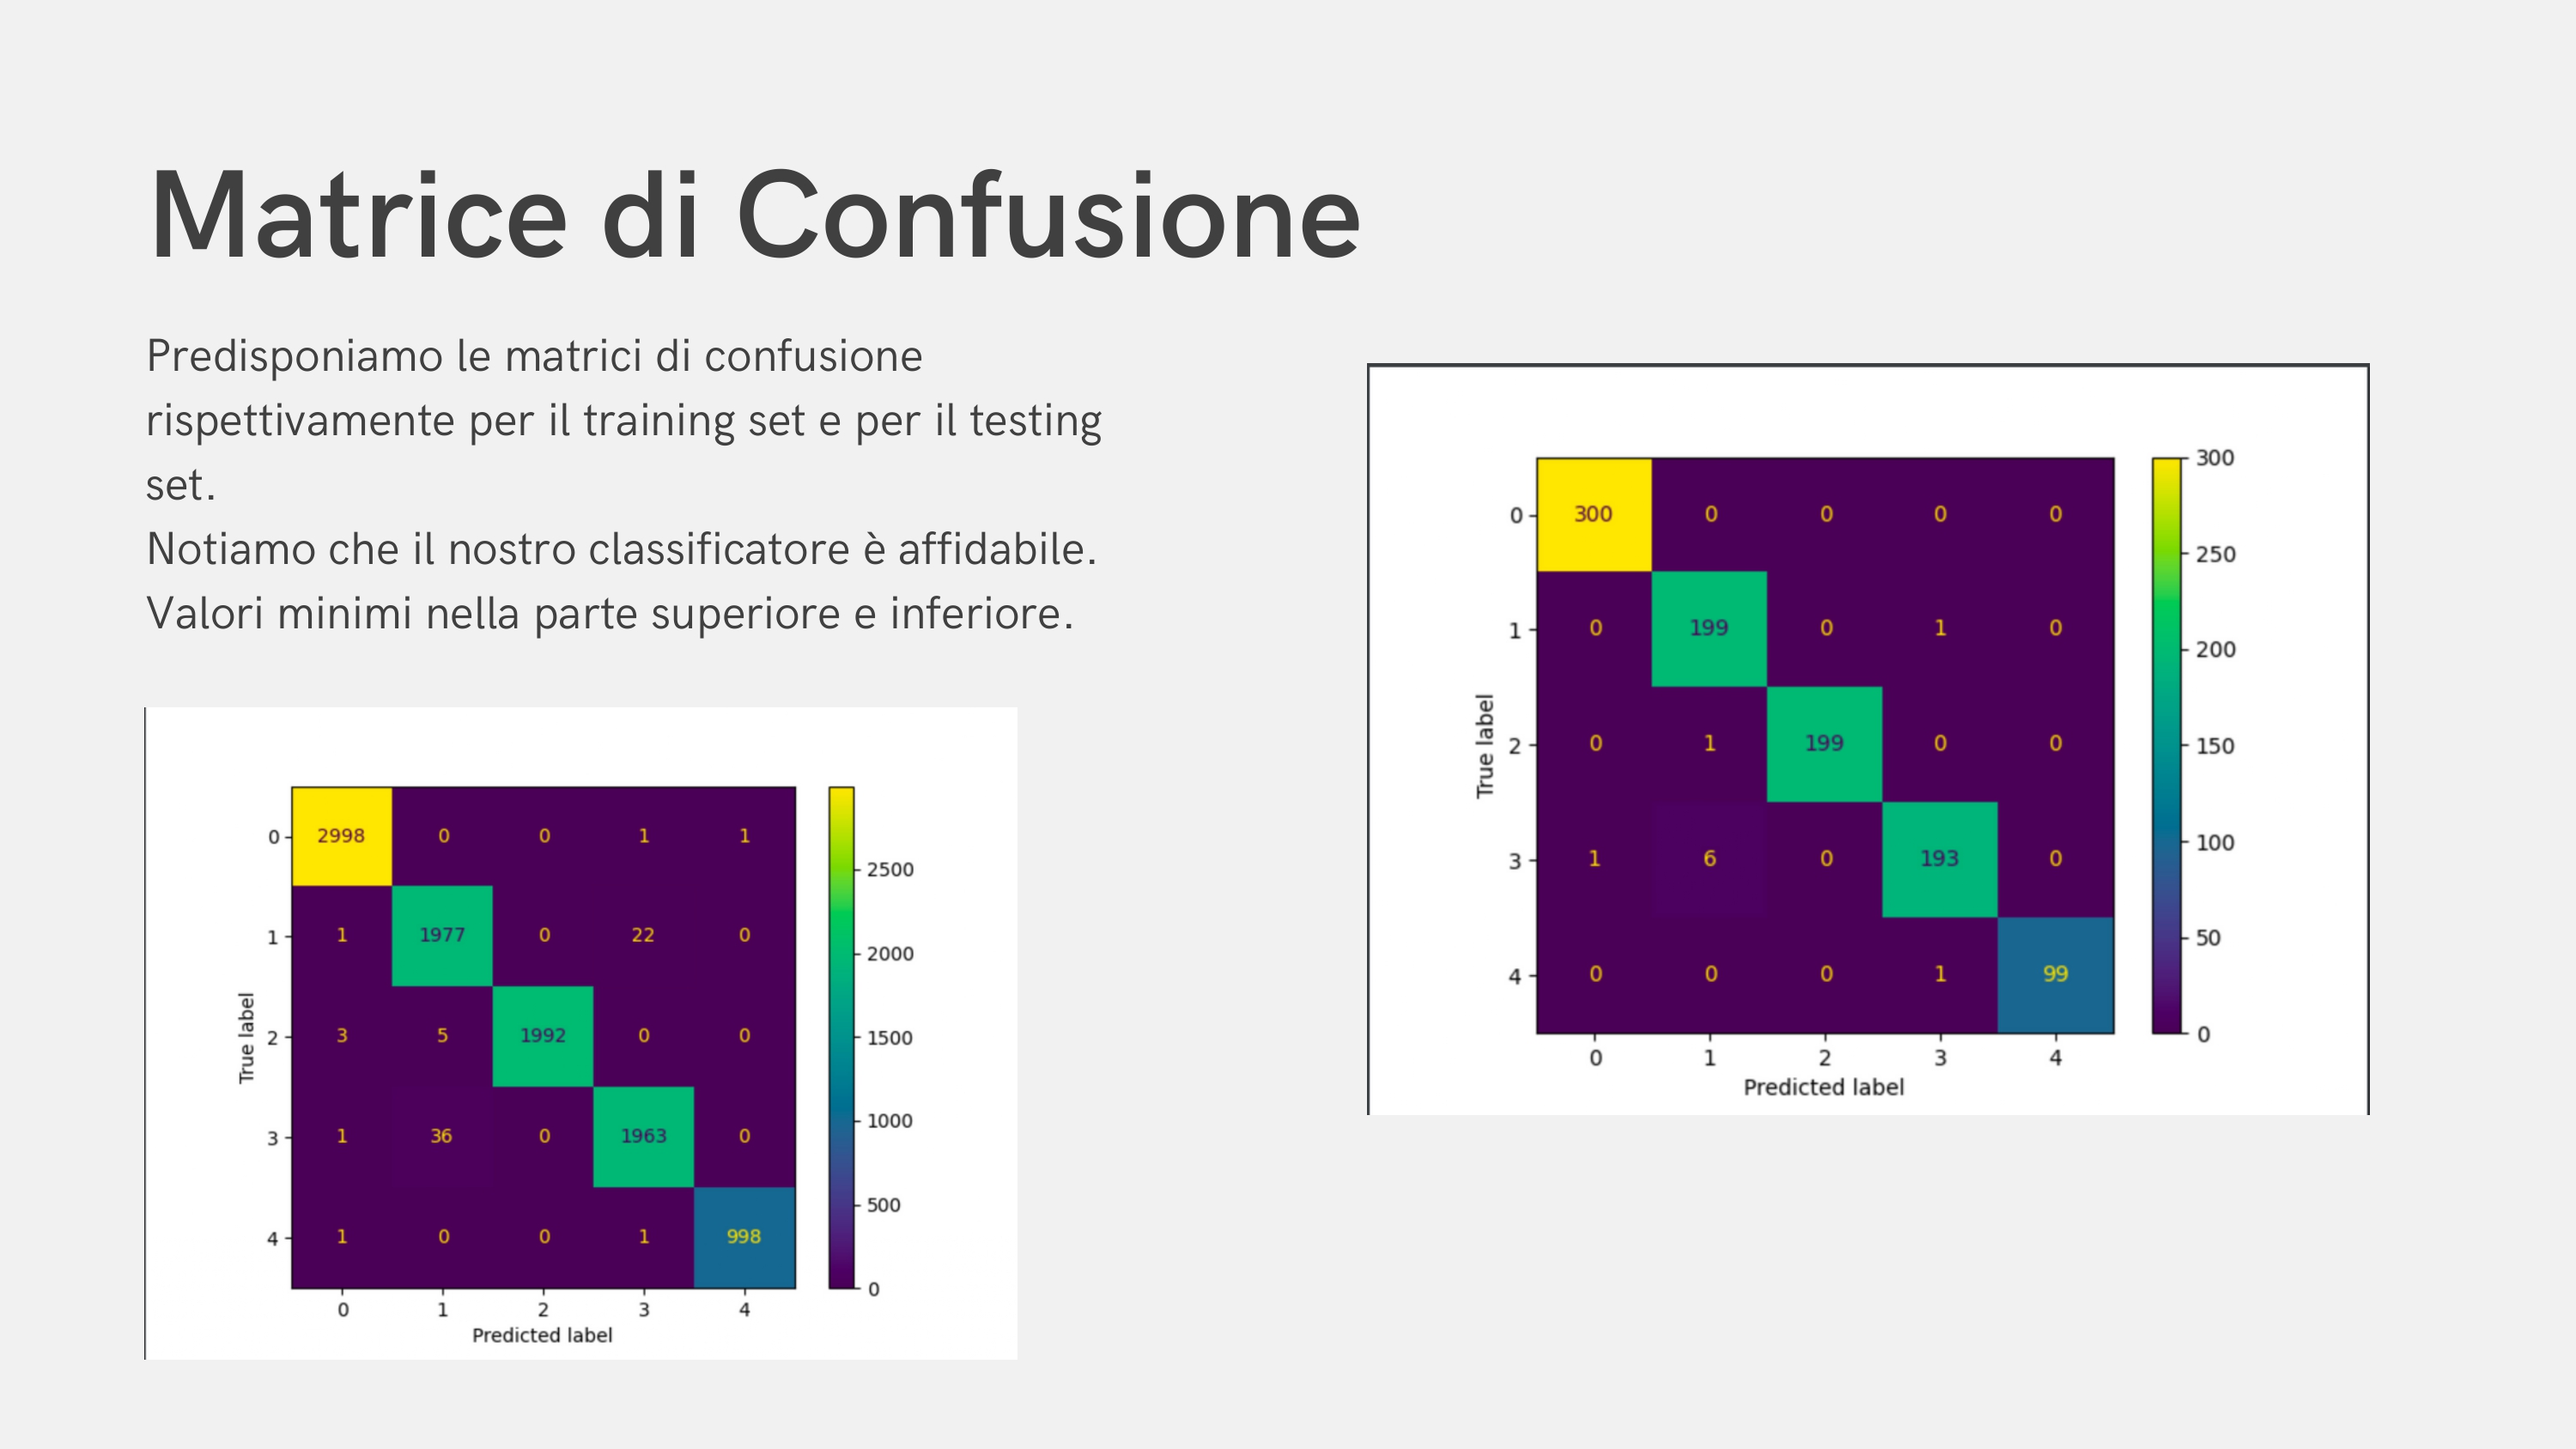 Matrice di Confusione
Predisponiamo le matrici di confusione
rispettivamente per il training set e per il testing
set.
Notiamo che il nostro classificatore è affidabile.
Valori minimi nella parte superiore e inferiore.
True label
0 2998 0 0 1 1
1 1 1977 0 22 0
2 3 5 1992 0 0
3 1 36 0 1963 0
4 1 0 0 1 998
0 1 2 3 4
Predicted label
2500
2000
1500
1000
500
0
True label
0 300 0 0 0 0
1 0 199 0 1 0
2 0 1 199 0 0
3 1 6 0 193 0
4 0 0 0 1 99
0 1 2 3 4
Predicted label
300
250
200
150
100
50
0